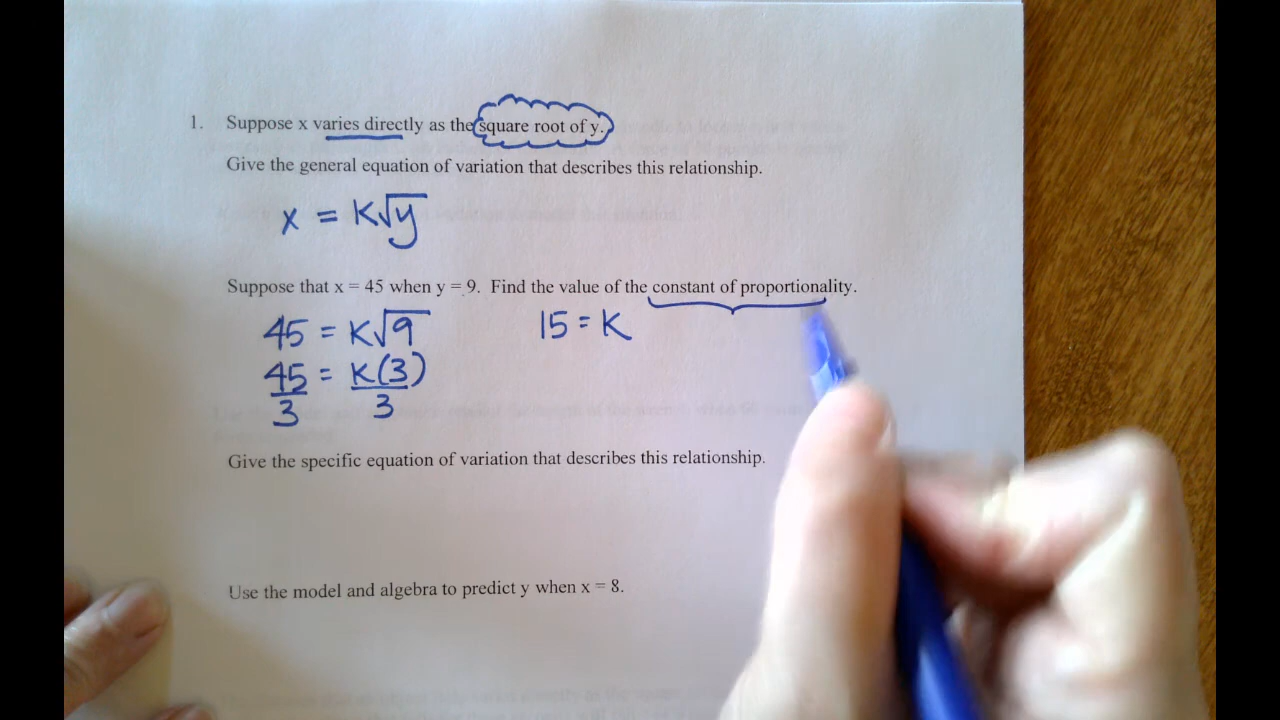 1. Suppose x varies directly as the square root of y.
Give the general equation of variation that describes this relationship.
x = K√y
Suppose that x = 45 when y = 9. Find the value of the constant of proportionality.
45 = K√9 15 = K
45 = K(3)
3 3
Give the specific equation of variation that describes this relationship.
Use the model and algebra to predict y when x = 8.